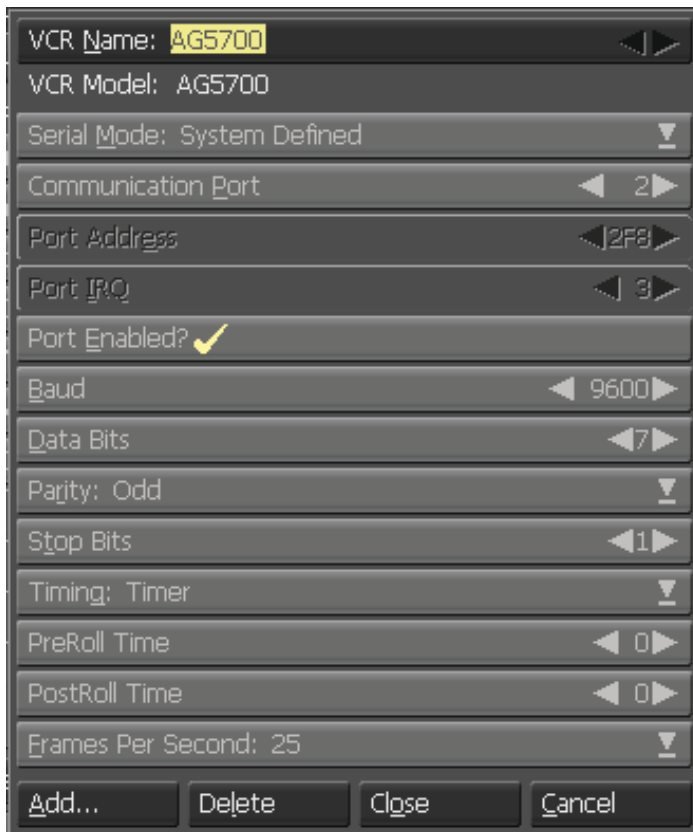 VCR Name: AG5700
VCR Model: AG5700
Serial Mode: System Defined
Communication Port 2
Port Address 2F8
Port IRQ 3
Port Enabled?
Baud 9600
Data Bits 7
Parity: Odd
Stop Bits 1
Timing: Timer
PreRoll Time 0
PostRoll Time 0
Frames Per Second: 25
Add... Delete Close Cancel